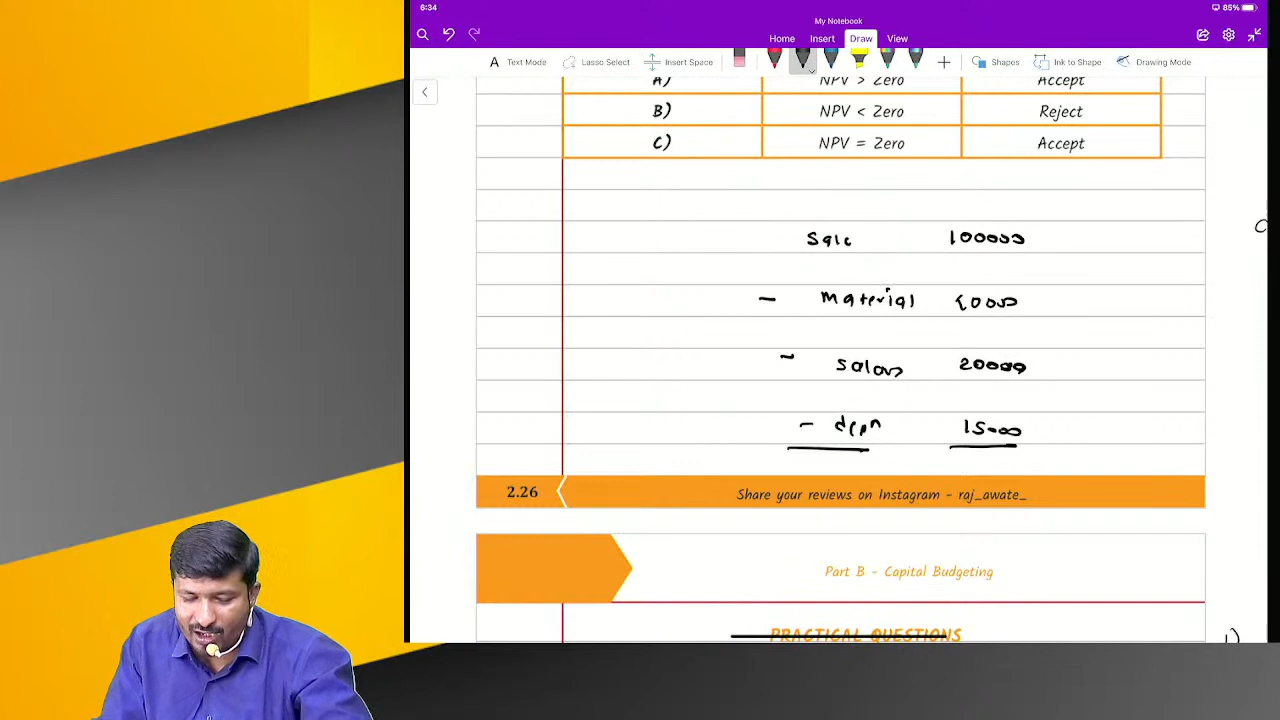 6:34
85%
My Notebook
Home Insert Draw View
A Text Mode Lasso Select Insert Space + Shapes Ink to Shape Drawing Mode
A) NPV > Zero Accept
B) NPV < Zero Reject
C) NPV = Zero Accept
Sale 100000
- material
- salary 20000
- depn 15000
2.26 Share your reviews on Instagram - raj_awate_
Part B - Capital Budgeting
PRACTICAL QUESTIONS